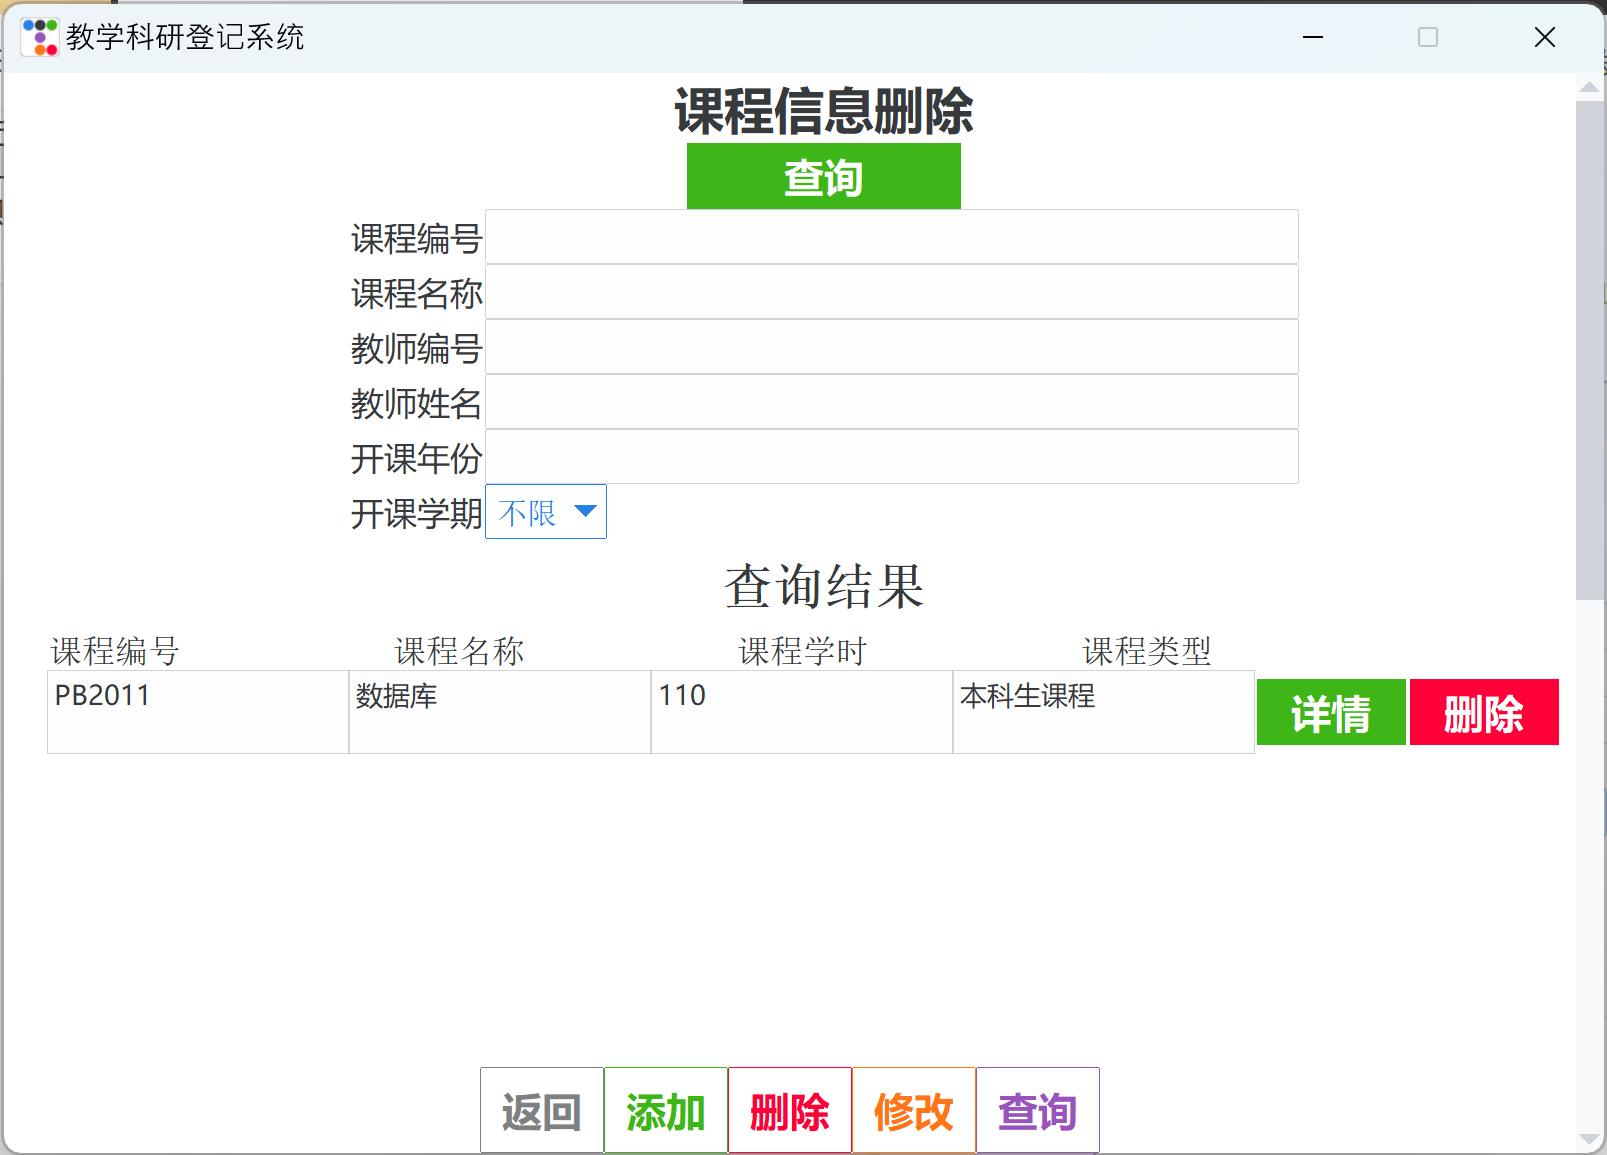 教学科研登记系统
课程信息删除
查询
课程编号
课程名称
教师编号
教师姓名
开课年份
开课学期 不限
查询结果
课程编号 课程名称 课程学时 课程类型
PB2011 数据库 110 本科生课程 详情 删除
返回 添加 删除 修改 查询